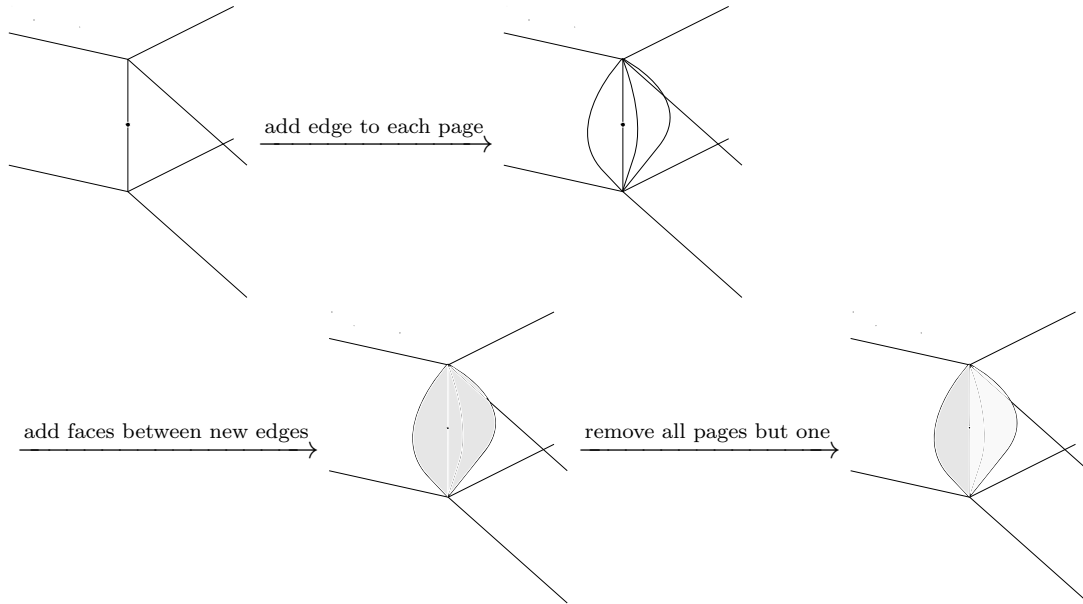 add edge to each page
add faces between new edges
remove all pages but one